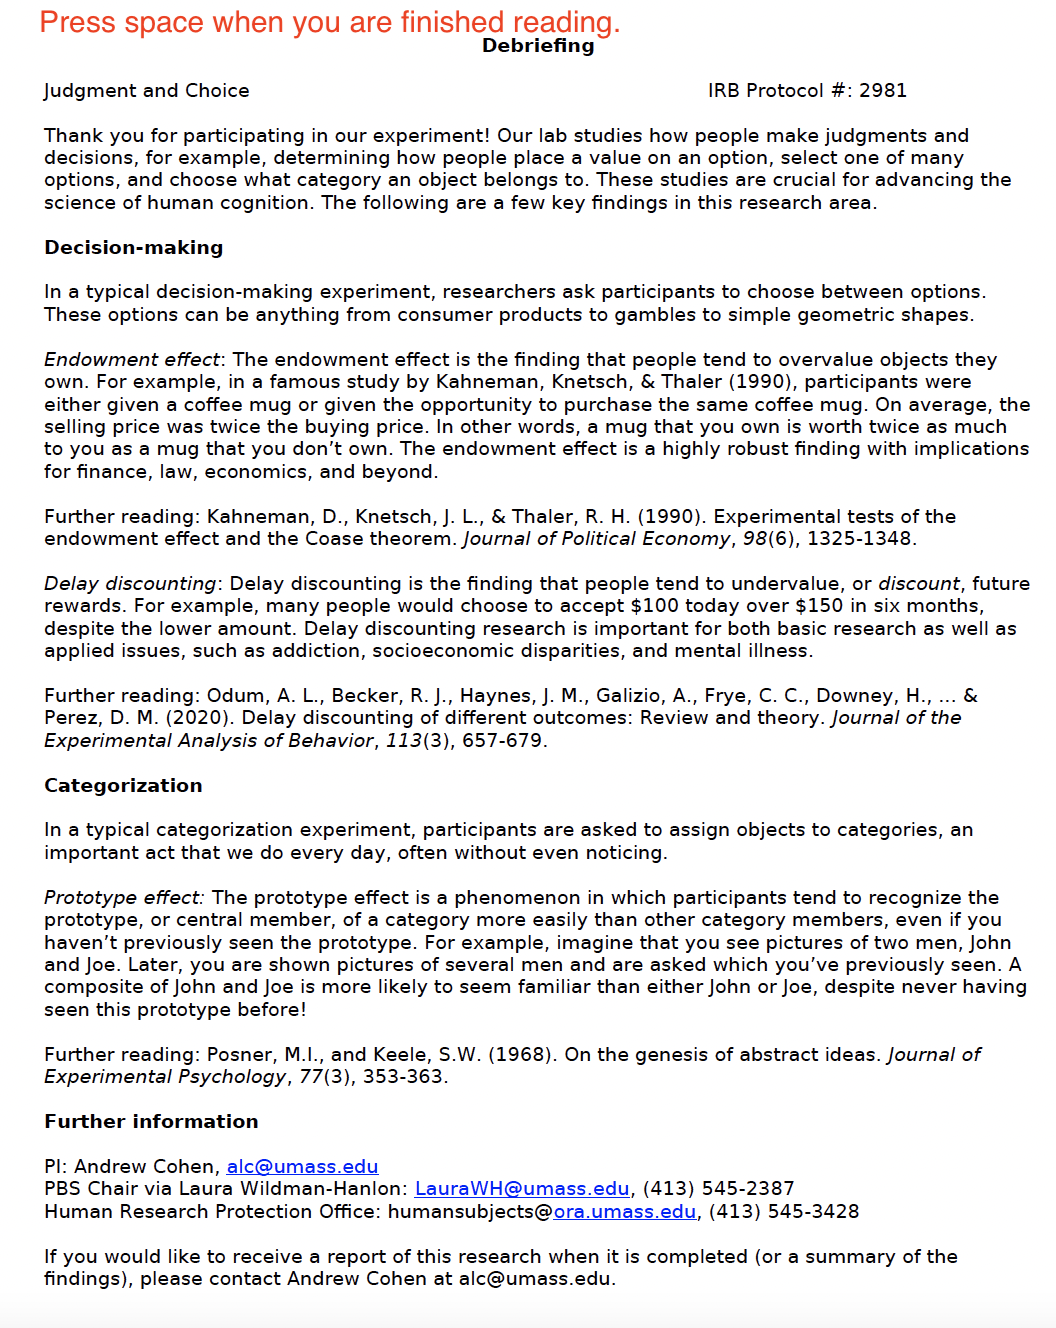 Press space when you are finished reading.
Debriefing
Judgment and Choice IRB Protocol #: 2981
Thank you for participating in our experiment! Our lab studies how people make judgments and
decisions, for example, determining how people place a value on an option, select one of many
options, and choose what category an object belongs to. These studies are crucial for advancing the
science of human cognition. The following are a few key findings in this research area.
Decision-making
In a typical decision-making experiment, researchers ask participants to choose between options.
These options can be anything from consumer products to gambles to simple geometric shapes.
Endowment effect: The endowment effect is the finding that people tend to overvalue objects they
own. For example, in a famous study by Kahneman, Knetsch, & Thaler (1990), participants were
either given a coffee mug or given the opportunity to purchase the same coffee mug. On average, the
selling price was twice the buying price. In other words, a mug that you own is worth twice as much
to you as a mug that you don’t own. The endowment effect is a highly robust finding with implications
for finance, law, economics, and beyond.
Further reading: Kahneman, D., Knetsch, J. L., & Thaler, R. H. (1990). Experimental tests of the
endowment effect and the Coase theorem. Journal of Political Economy, 98(6), 1325-1348.
Delay discounting: Delay discounting is the finding that people tend to undervalue, or discount, future
rewards. For example, many people would choose to accept $100 today over $150 in six months,
despite the lower amount. Delay discounting research is important for both basic research as well as
applied issues, such as addiction, socioeconomic disparities, and mental illness.
Further reading: Odum, A. L., Becker, R. J., Haynes, J. M., Galizio, A., Frye, C. C., Downey, H., ... &
Perez, D. M. (2020). Delay discounting of different outcomes: Review and theory. Journal of the
Experimental Analysis of Behavior, 113(3), 657-679.
Categorization
In a typical categorization experiment, participants are asked to assign objects to categories, an
important act that we do every day, often without even noticing.
Prototype effect: The prototype effect is a phenomenon in which participants tend to recognize the
prototype, or central member, of a category more easily than other category members, even if you
haven’t previously seen the prototype. For example, imagine that you see pictures of two men, John
and Joe. Later, you are shown pictures of several men and are asked which you’ve previously seen. A
composite of John and Joe is more likely to seem familiar than either John or Joe, despite never having
seen this prototype before!
Further reading: Posner, M.I., and Keele, S.W. (1968). On the genesis of abstract ideas. Journal of
Experimental Psychology, 77(3), 353-363.
Further information
PI: Andrew Cohen, alc@umass.edu
PBS Chair via Laura Wildman-Hanlon: LauraWH@umass.edu, (413) 545-2387
Human Research Protection Office: humansubjects@ora.umass.edu, (413) 545-3428
If you would like to receive a report of this research when it is completed (or a summary of the
findings), please contact Andrew Cohen at alc@umass.edu.